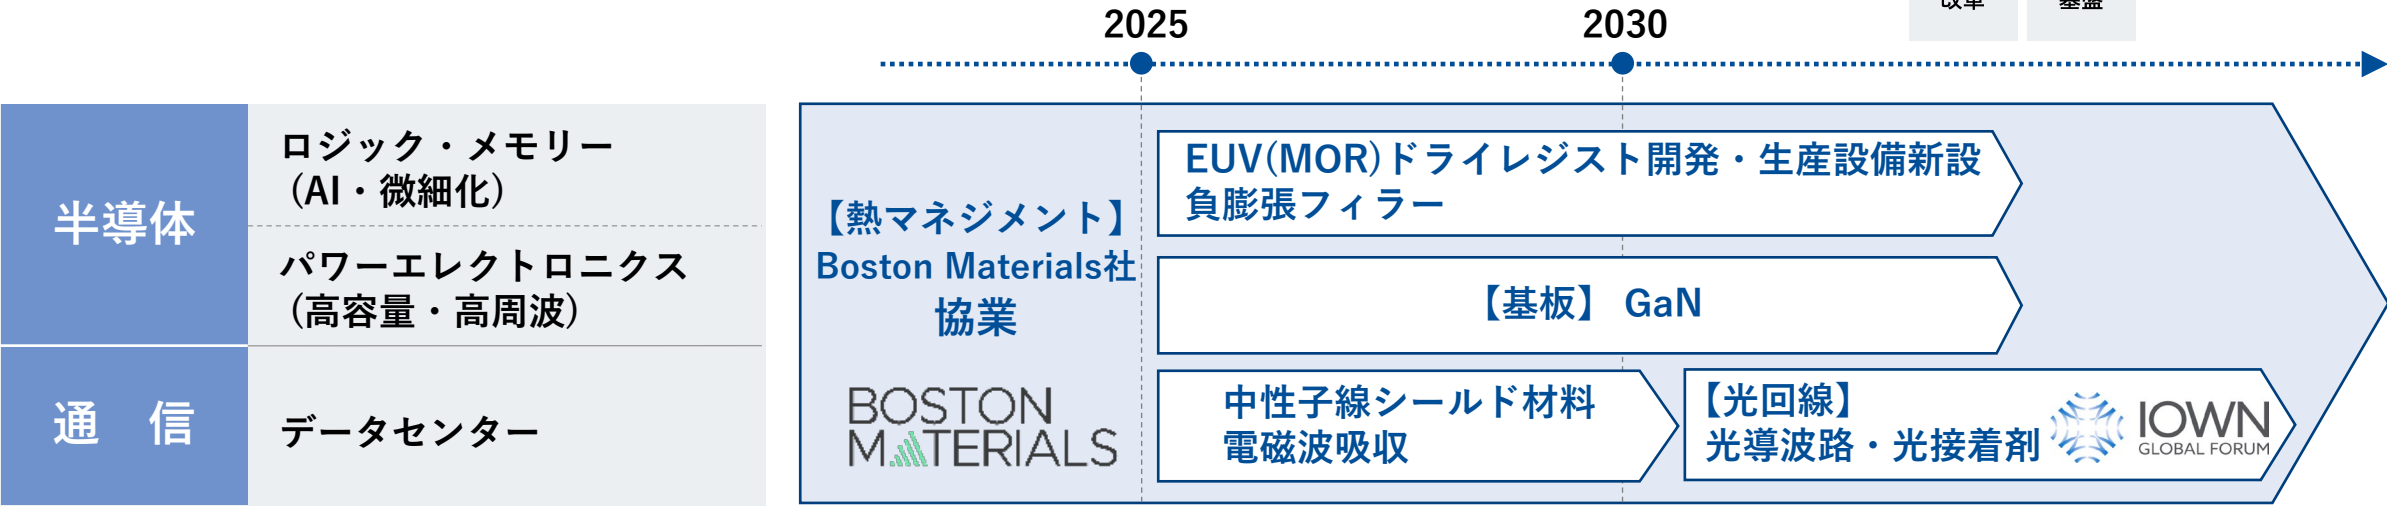 改革 基盤
2025 2030
半導体
ロジック・メモリー
(AI・微細化)
パワーエレクトロニクス
(高容量・高周波)
通 信
データセンター
【熱マネジメント】
Boston Materials社
協業
BOSTON
MATERIALS
EUV(MOR)ドライレジスト開発・生産設備新設
負膨張フィラー
【基板】 GaN
中性子線シールド材料
電磁波吸収
【光回線】
光導波路・光接着剤
IOWN
GLOBAL FORUM